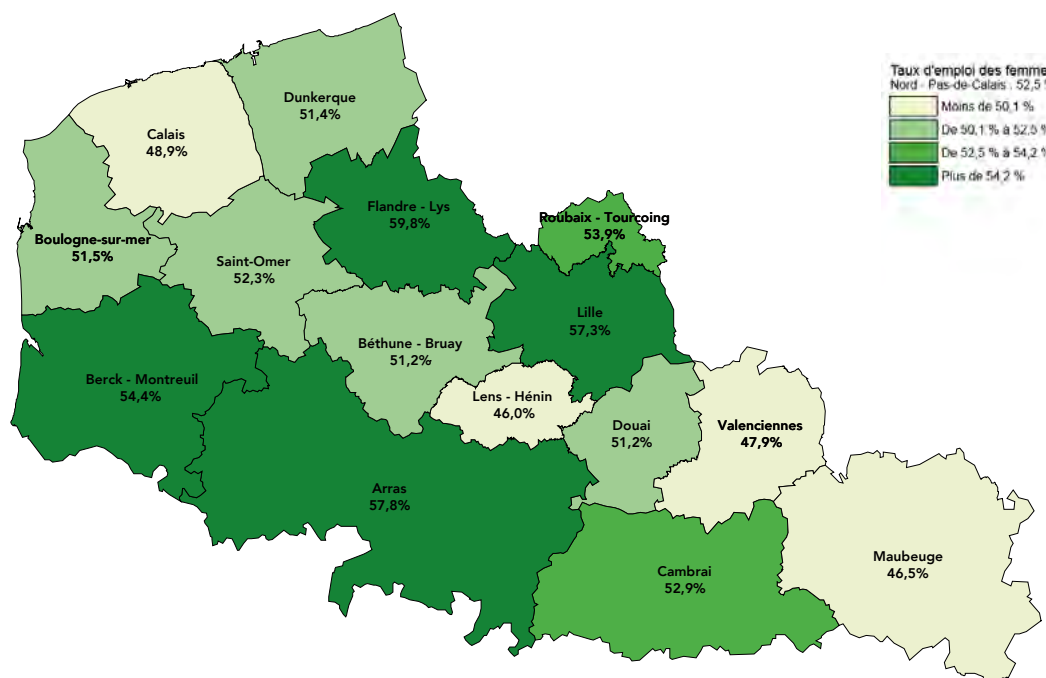 Taux d'emploi des femme
Nord - Pas-de-Calais : 52,5
Moins de 50,1 %
De 50,1 % à 52,5 %
De 52,5 % à 54,2 %
Plus de 54,2 %
Dunkerque
51,4%
Calais
48,9%
Flandre - Lys
59,8%
Roubaix - Tourcoing
53,9%
Boulogne-sur-mer
51,5%
Saint-Omer
52,3%
Lille
57,3%
Béthune - Bruay
51,2%
Berck - Montreuil
54,4%
Lens - Hénin
46,0%
Douai
51,2%
Valenciennes
47,9%
Arras
57,8%
Maubeuge
46,5%
Cambrai
52,9%